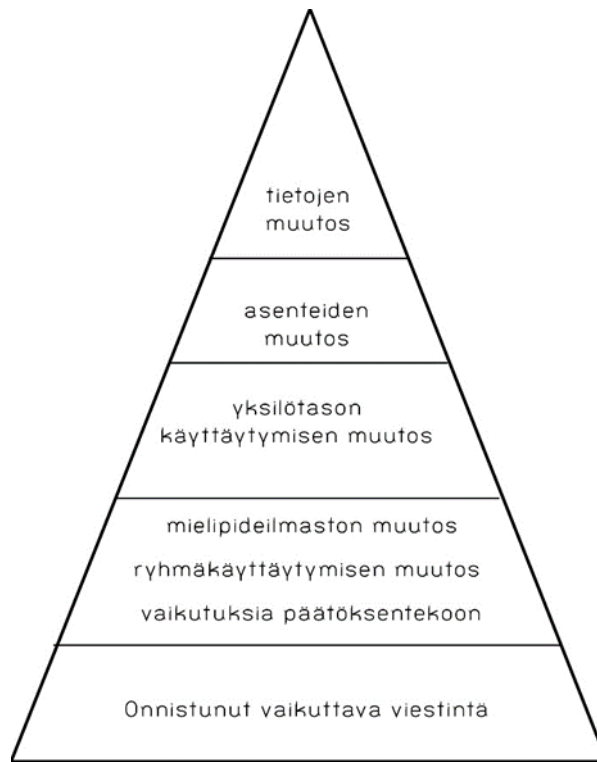 tietojen
muutos
asenteiden
muutos
yksilötason
käyttäytymisen muutos
mielipideilmaston muutos
ryhmäkäyttäytymisen muutos
vaikutuksia päätöksentekoon
Onnistunut vaikuttava viestintä